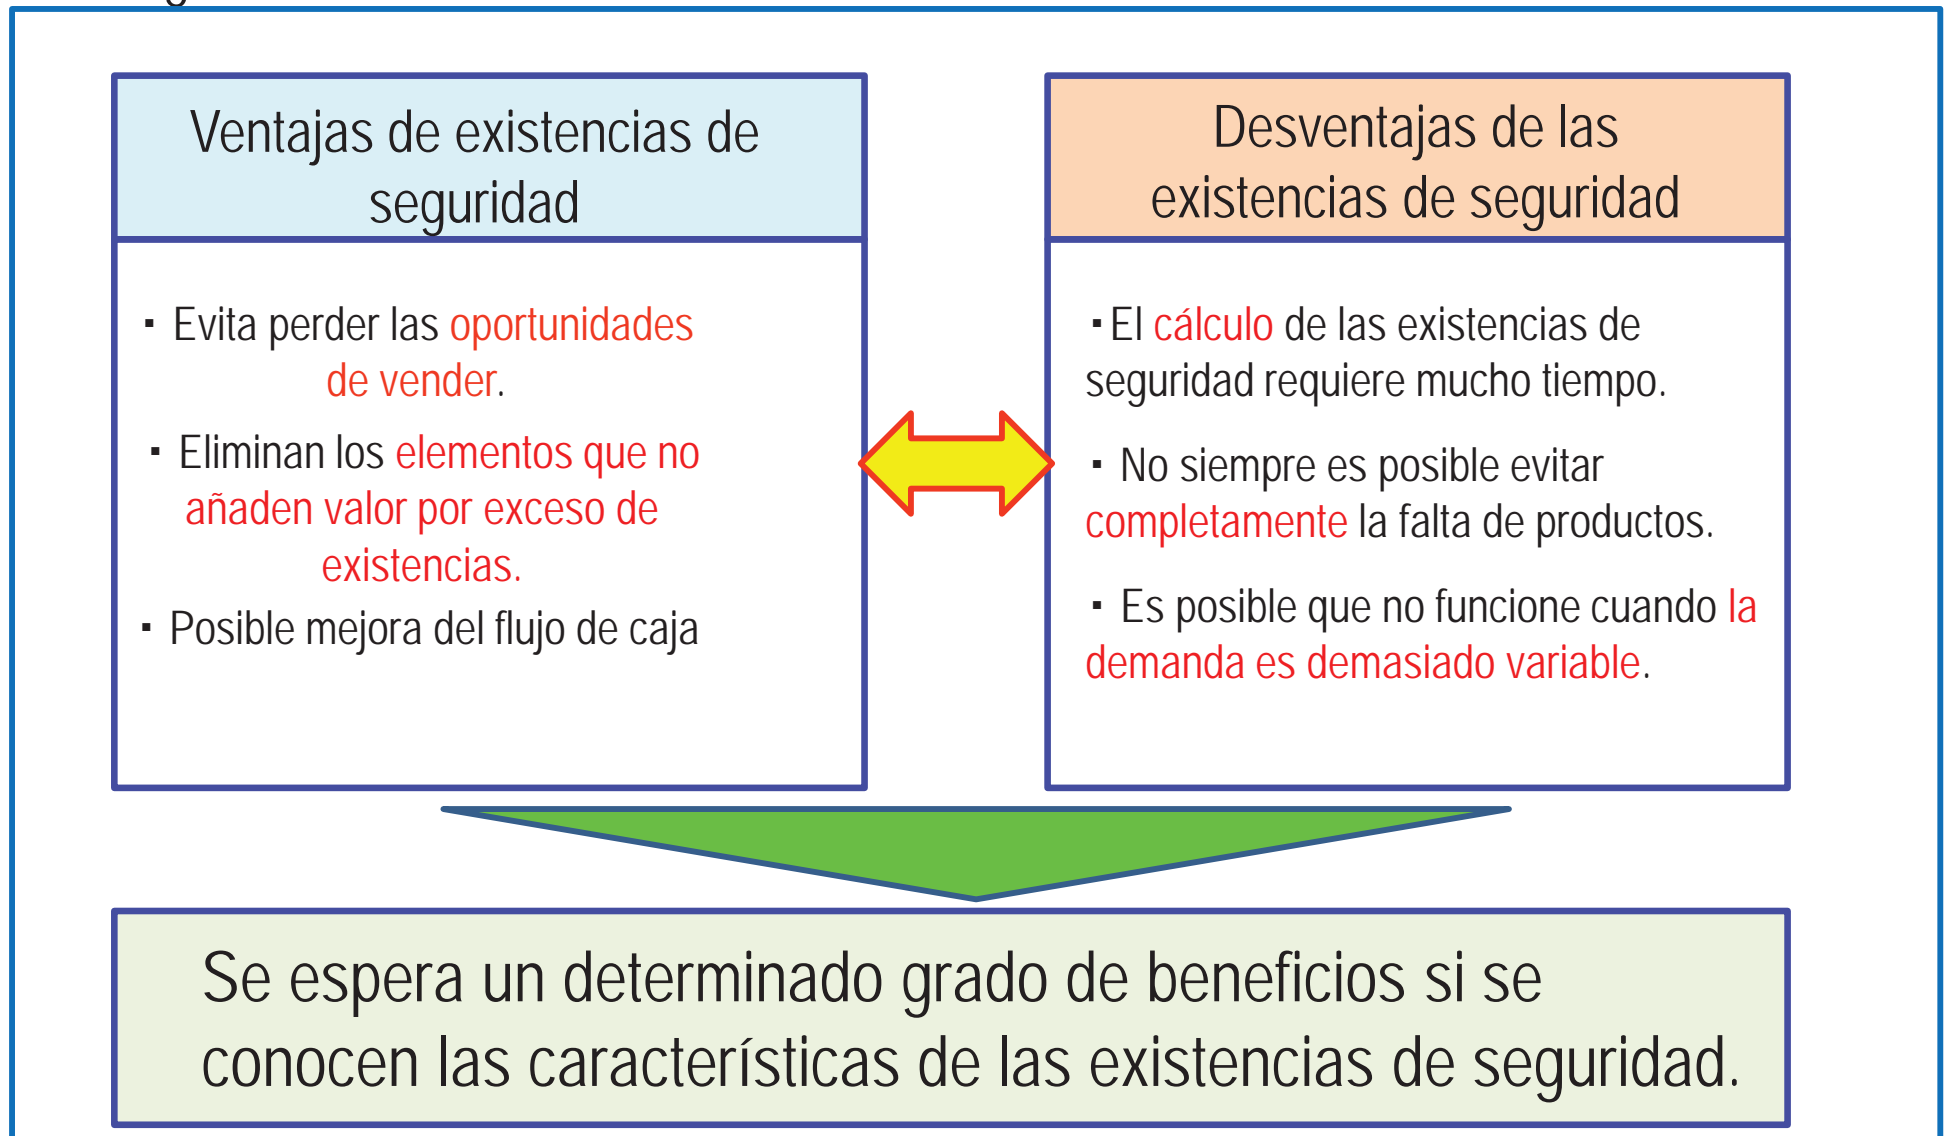 Ventajas de existencias de
seguridad
▪ Evita perder las oportunidades
de vender.
▪ Eliminan los elementos que no
añaden valor por exceso de
existencias.
▪ Posible mejora del flujo de caja
Desventajas de las
existencias de seguridad
▪El cálculo de las existencias de
seguridad requiere mucho tiempo.
▪ No siempre es posible evitar
completamente la falta de productos.
▪ Es posible que no funcione cuando la
demanda es demasiado variable.
Se espera un determinado grado de beneficios si se
conocen las características de las existencias de seguridad.